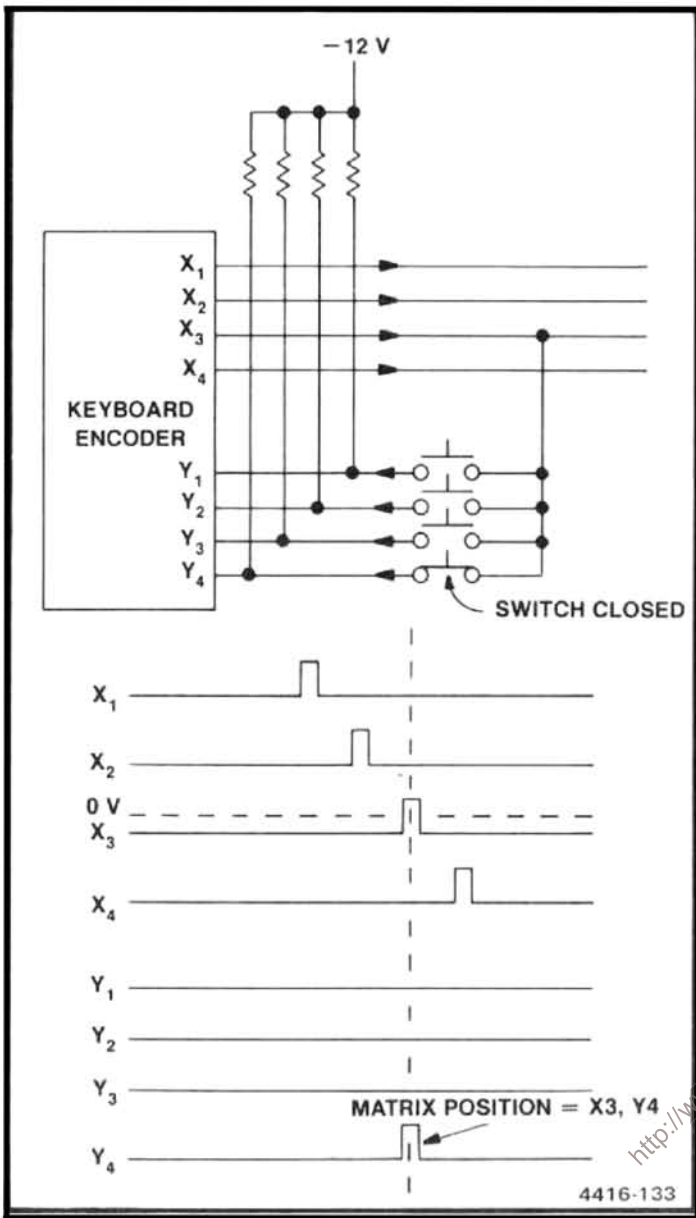 −12 V
X₁
X₂
X₃
X₄
KEYBOARD
ENCODER
Y₁
Y₂
Y₃
Y₄
SWITCH CLOSED
X₁
X₂
0 V
X₃
X₄
Y₁
Y₂
Y₃
MATRIX POSITION = X3, Y4
Y₄
http://w
4416-133